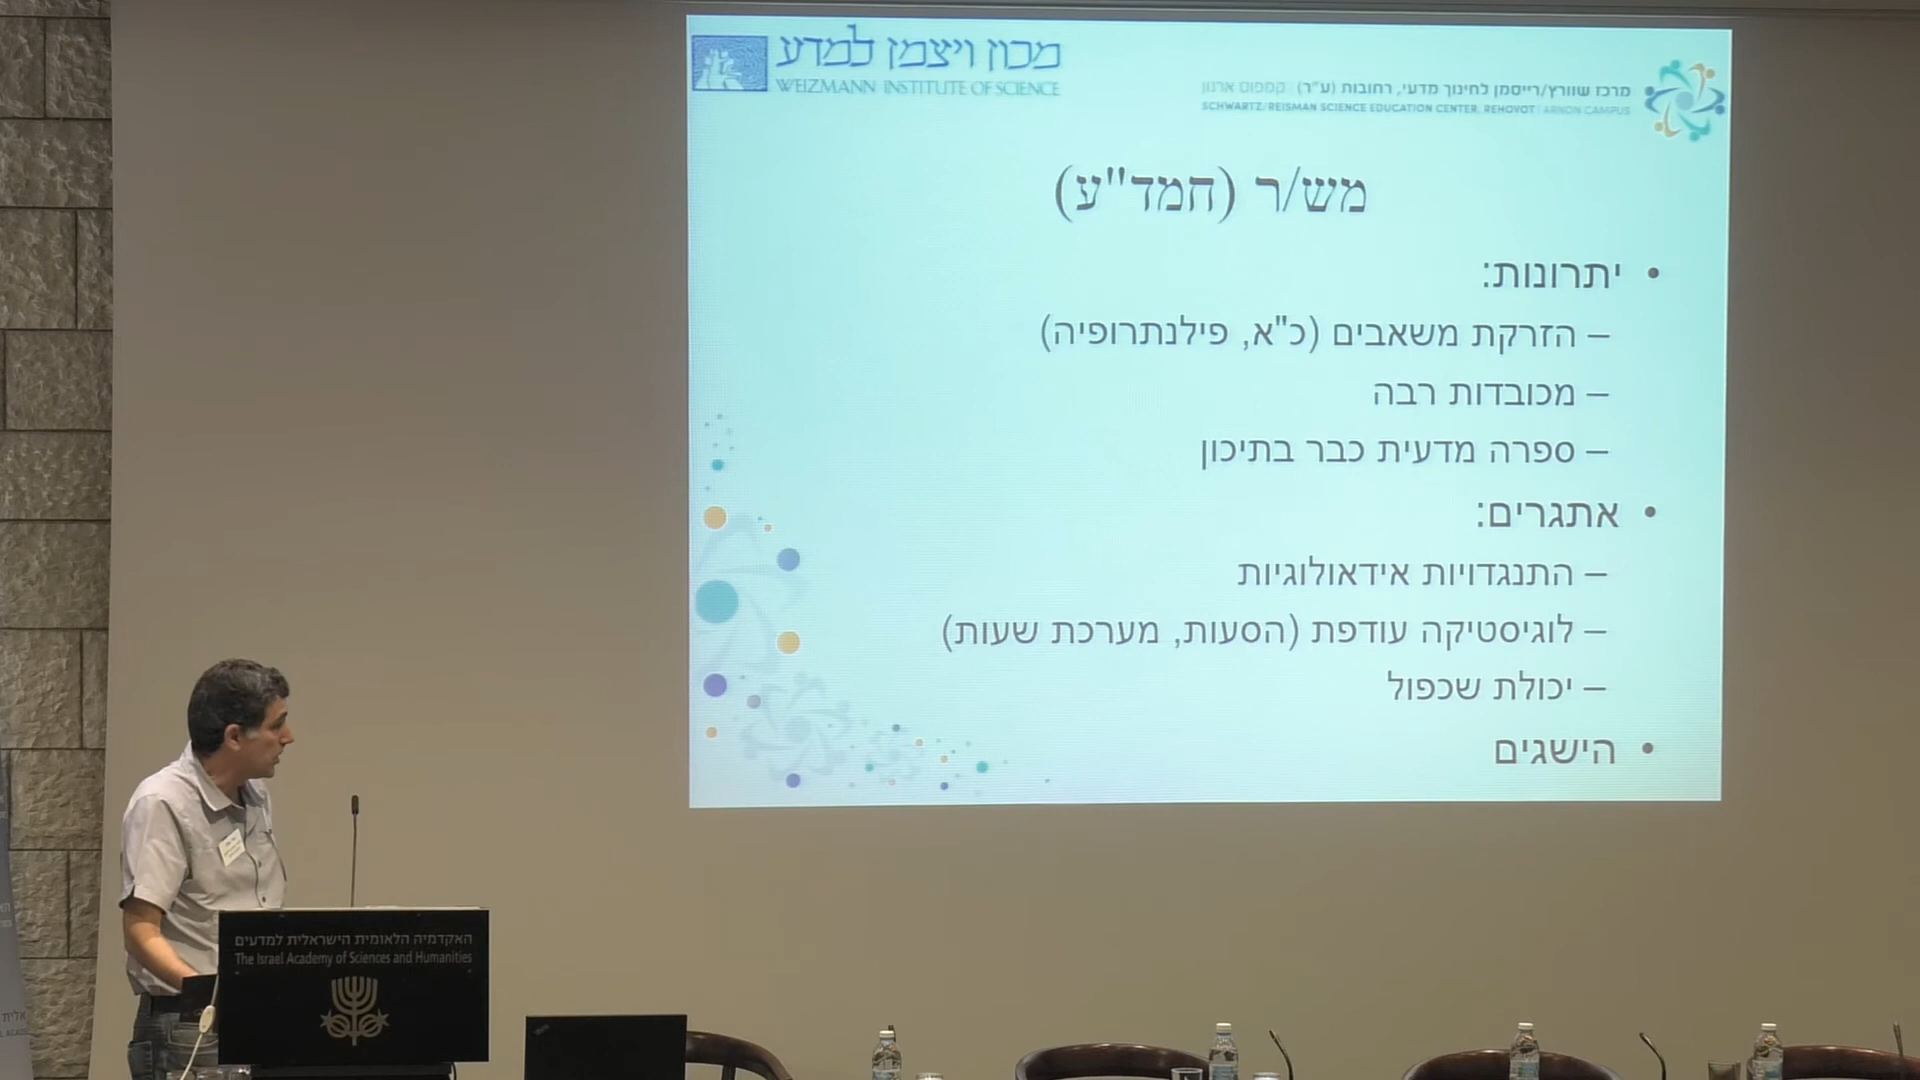 מכון ויצמן למדע
WEIZMANN INSTITUTE OF SCIENCE
מרכז שוורץ/רייסמן לחינוך מדעי, רחובות (ע"ר) | קמפוס ארנון
SCHWARTZ/REISMAN SCIENCE EDUCATION CENTER, REHOVOT | ARNON CAMPUS
מש/ר (חמד"ע)
• יתרונות:
– הזרקת משאבים (כ"א, פילנתרופיה)
– מכובדות רבה
– ספרה מדעית כבר בתיכון
• אתגרים:
– התנגדויות אידאולוגיות
– לוגיסטיקה עודפת (הסעות, מערכת שעות)
– יכולת שכפול
• הישגים
האקדמיה הלאומית הישראלית למדעים
The Israel Academy of Sciences and Humanities